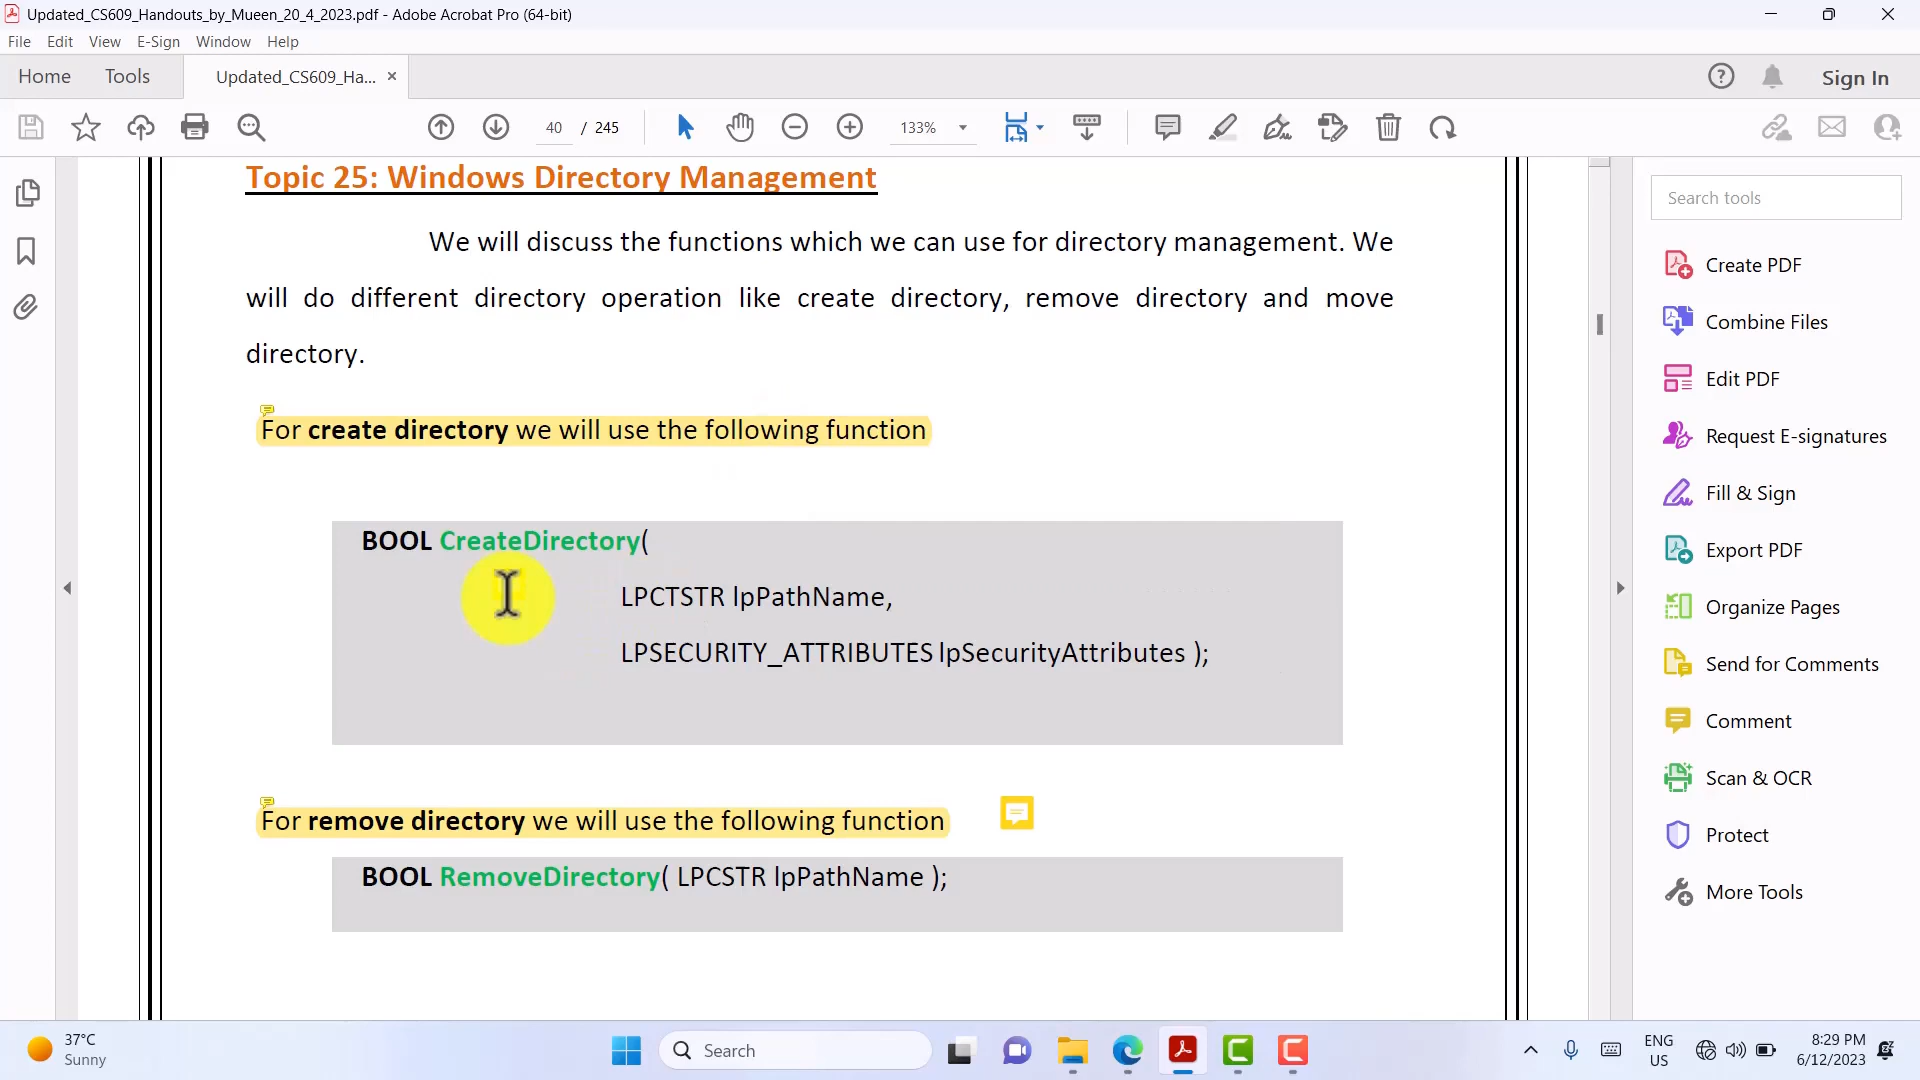 Updated_CS609_Handouts_by_Mueen_20_4_2023.pdf - Adobe Acrobat Pro (64-bit)
File Edit View E-Sign Window Help
Home Tools Updated_CS609_Ha... × Sign In
40 / 245 133%
Topic 25: Windows Directory Management
We will discuss the functions which we can use for directory management. We
will do different directory operation like create directory, remove directory and move
directory.
For create directory we will use the following function
BOOL CreateDirectory(
LPCTSTR lpPathName,
LPSECURITY_ATTRIBUTES lpSecurityAttributes );
For remove directory we will use the following function
BOOL RemoveDirectory( LPCSTR lpPathName );
Search tools
Create PDF
Combine Files
Edit PDF
Request E-signatures
Fill & Sign
Export PDF
Organize Pages
Send for Comments
Comment
Scan & OCR
Protect
More Tools
37°C
Sunny
Search
ENG
US
8:29 PM
6/12/2023